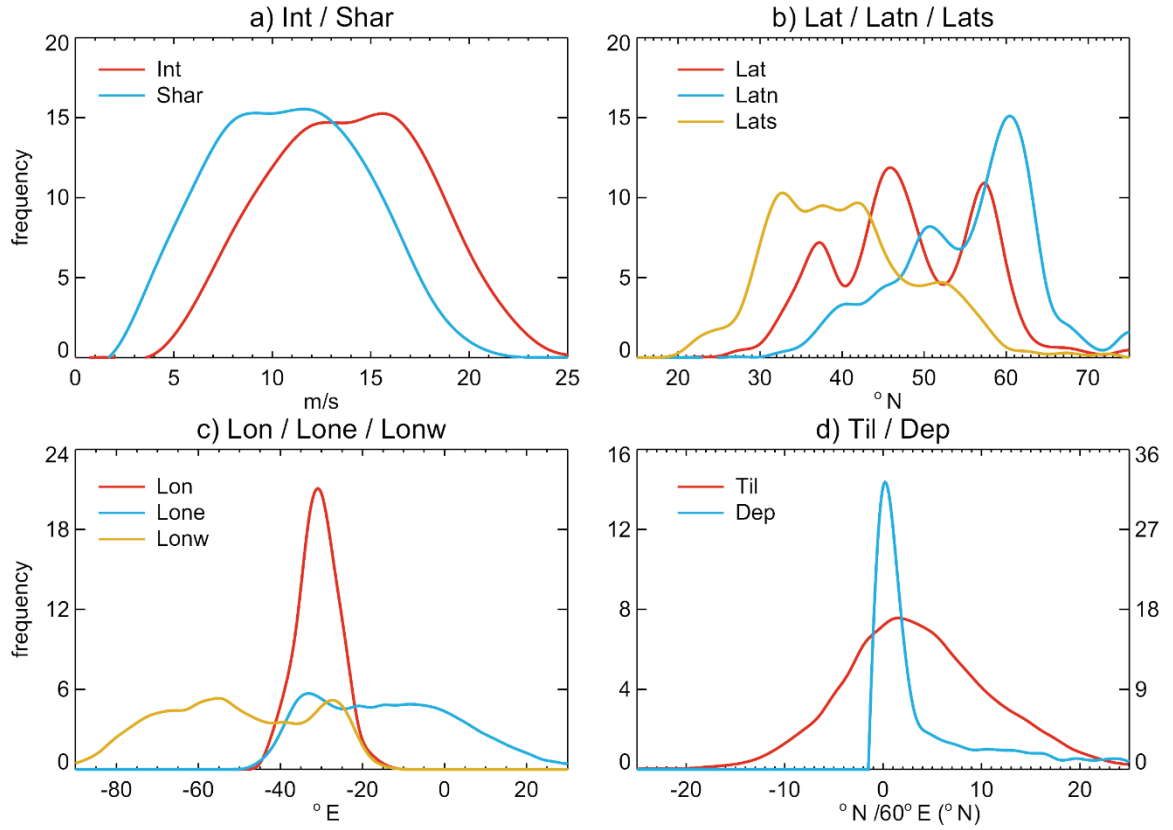 a) Int / Shar
20
15
10
5
0
frequency
Int
Shar
0 5 10 15 20 25
m/s
b) Lat / Latn / Lats
20
15
10
5
0
Lat
Latn
Lats
20 30 40 50 60 70
° N
c) Lon / Lone / Lonw
24
18
12
6
0
frequency
Lon
Lone
Lonw
-80 -60 -40 -20 0 20
° E
d) Til / Dep
16
12
8
4
0
Til
Dep
36
27
18
9
0
-20 -10 0 10 20
° N /60° E (° N)